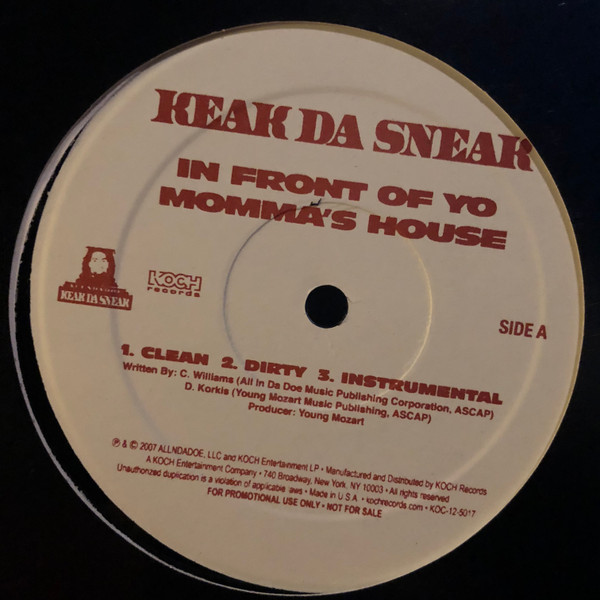 KEAK DA SNEAK
IN FRONT OF YO
MOMMA'S HOUSE
KEAK DA SNEAK
KOCH
records
SIDE A
1. CLEAN 2. DIRTY 3. INSTRUMENTAL
Written By: C. Williams (All In Da Doe Music Publishing Corporation, ASCAP)
D. Korkis (Young Mozart Music Publishing, ASCAP)
Producer: Young Mozart
℗ & © 2007 ALLNDADOE, LLC and KOCH Entertainment LP • Manufactured and Distributed by KOCH Records
A KOCH Entertainment Company • 740 Broadway, New York, NY 10003 • All rights reserved
Unauthorized duplication is a violation of applicable laws • Made in U.S.A. • kochrecords.com • KOC-12-5017
FOR PROMOTIONAL USE ONLY • NOT FOR SALE